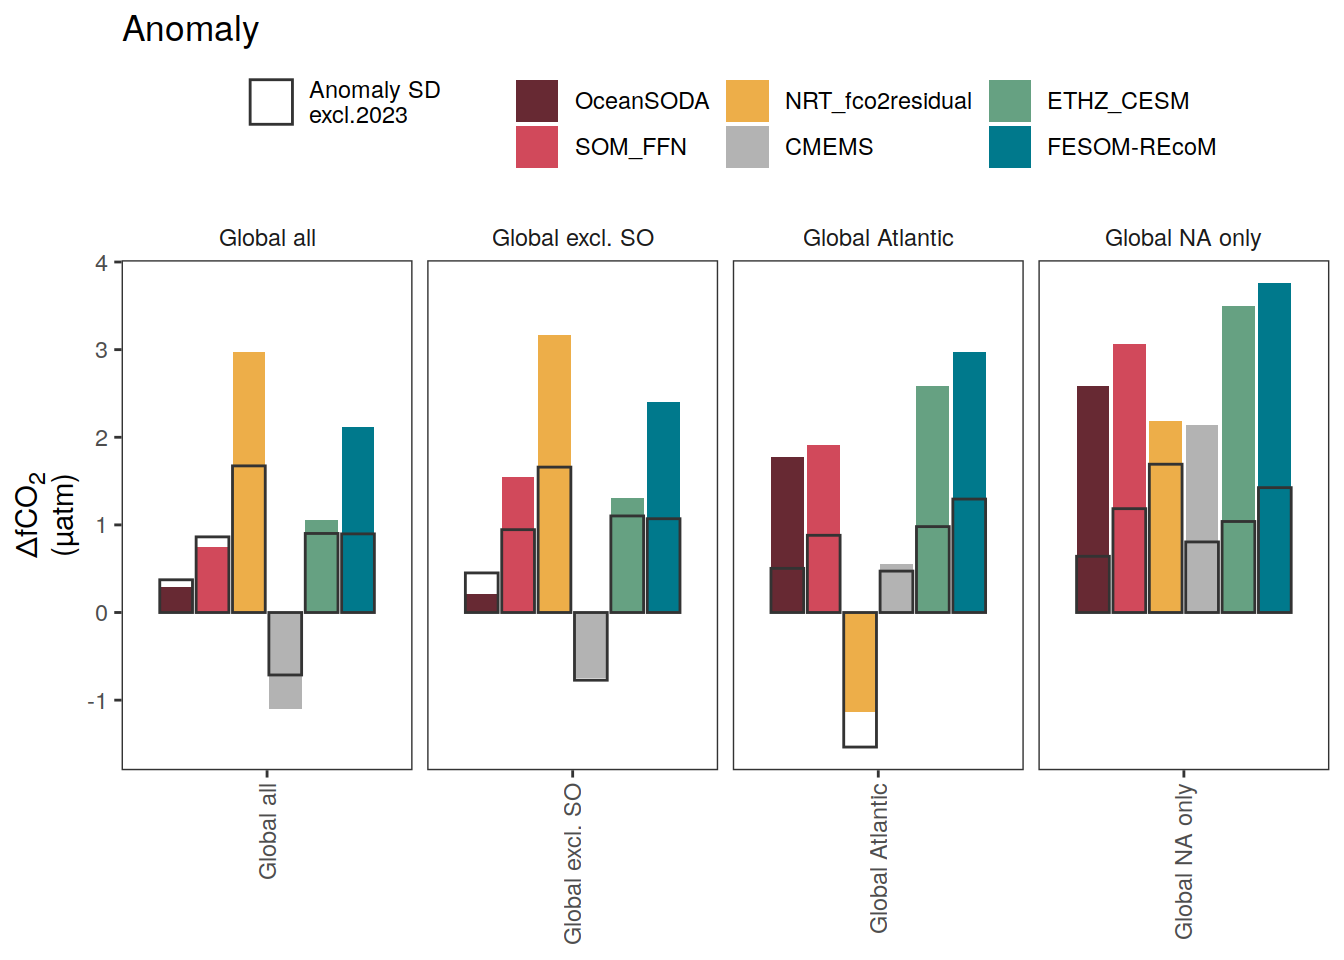 Anomaly
Anomaly SD
excl.2023
OceanSODA
NRT_fco2residual
ETHZ_CESM
SOM_FFN
CMEMS
FESOM-REcoM
Global all
Global excl. SO
Global Atlantic
Global NA only
4
3
2
1
0
-1
ΔfCO₂
(µatm)
Global all
Global excl. SO
Global Atlantic
Global NA only